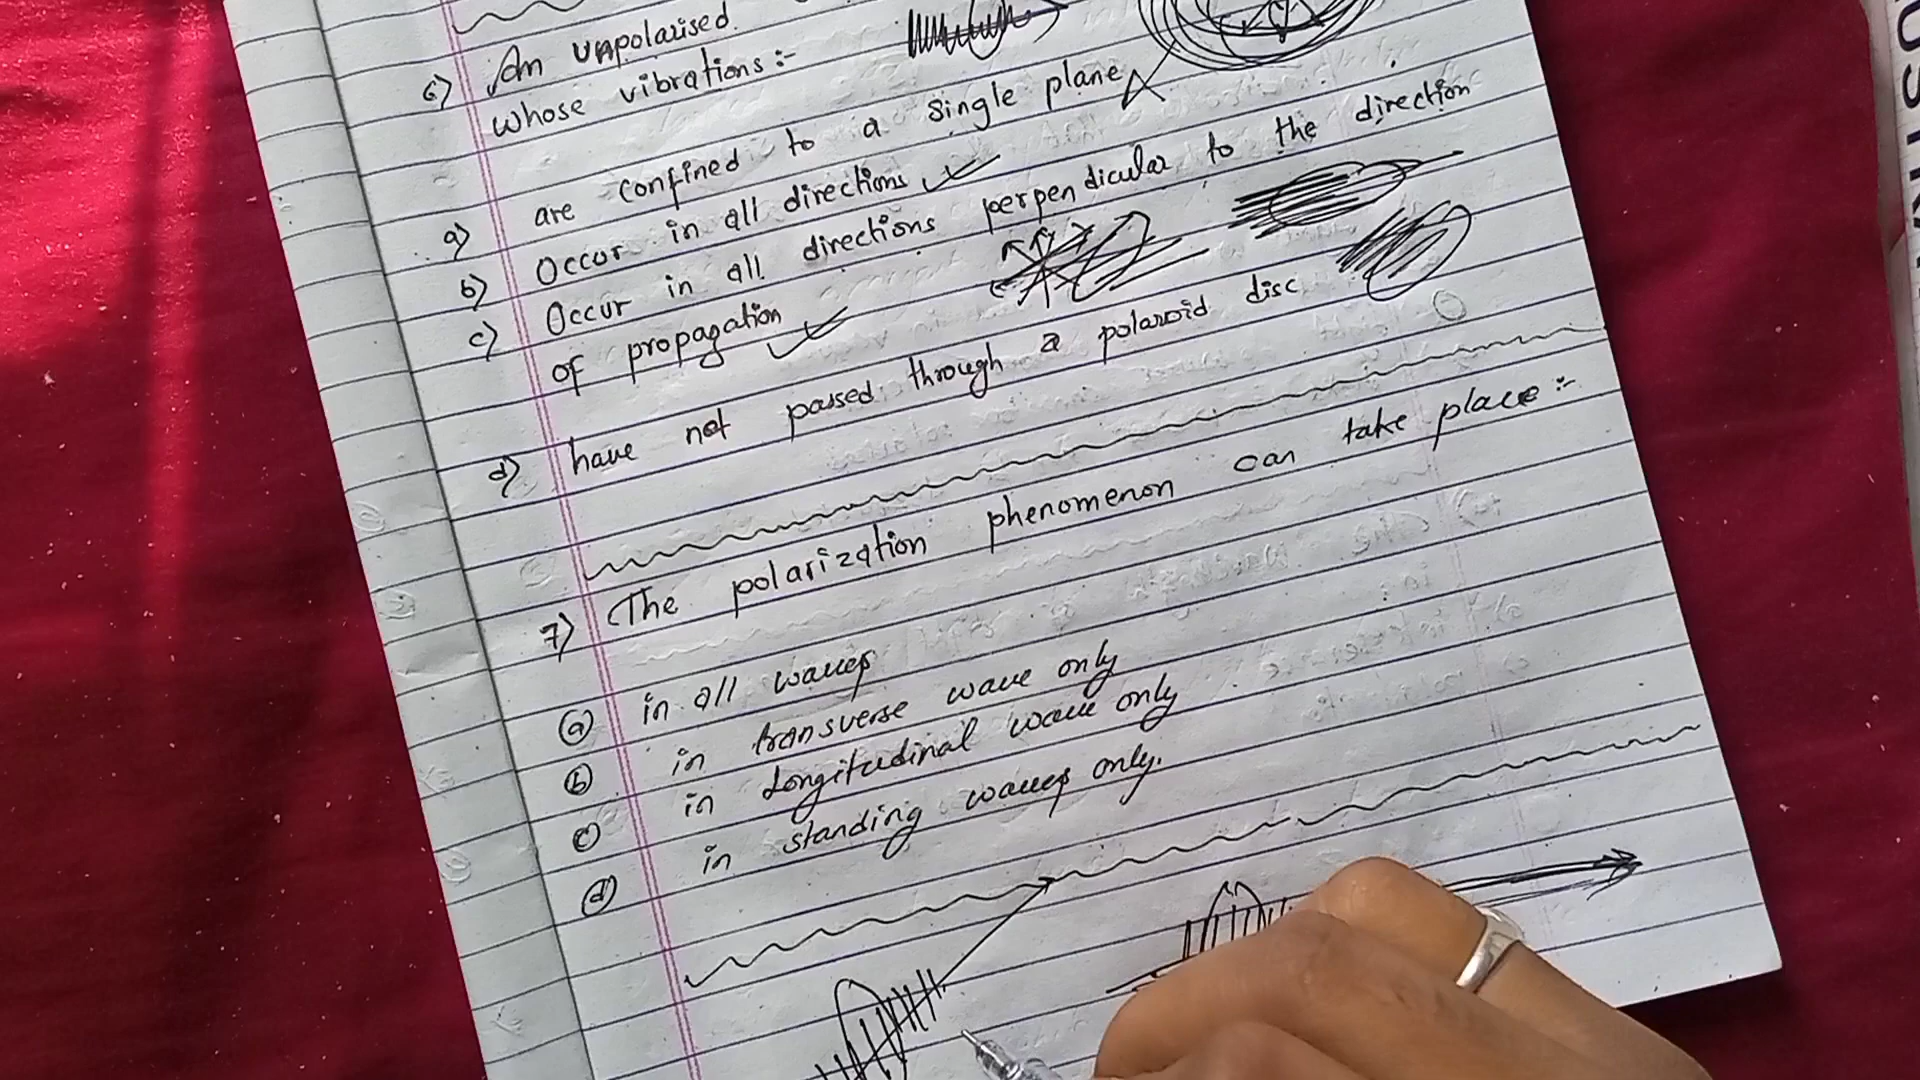 6) An unpolarised
whose vibrations :-
a) are confined to a single plane
b) Occur in all directions
c) Occur in all directions perpendicular to the direction
of propagation
d) have not passed through a polaroid disc
7) The polarization phenomenon can take place :-
(a) in all waves
(b) in transverse wave only
(c) in Longitudinal wave only
(d) in standing waves only.